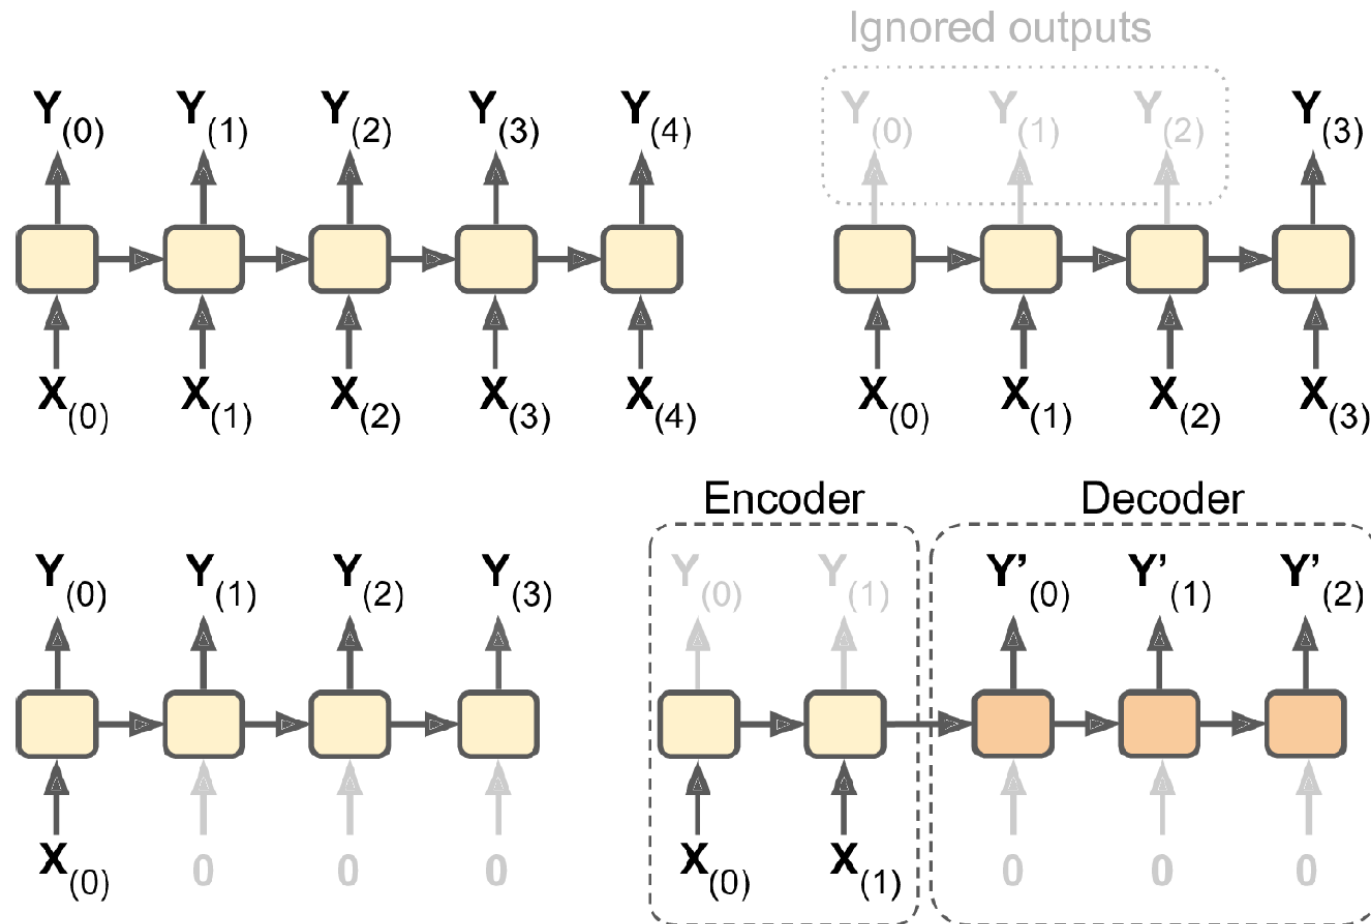 Ignored outputs
Y(0) Y(1) Y(2) Y(3) Y(4)
Y(0) Y(1) Y(2) Y(3)
X(0) X(1) X(2) X(3) X(4)
X(0) X(1) X(2) X(3)
Encoder
Decoder
Y(0) Y(1) Y(2) Y(3)
Y(0) Y(1) Y'(0) Y'(1) Y'(2)
X(0) 0 0 0
X(0) X(1) 0 0 0